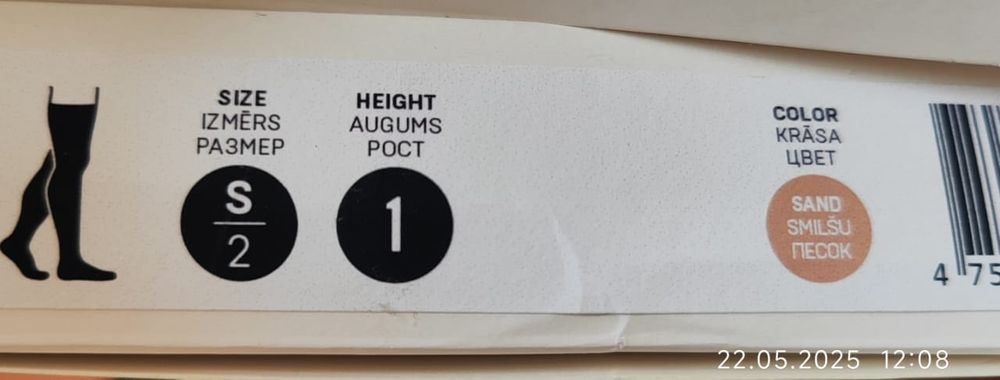 SIZE
IZMĒRS
РАЗМЕР
S
2
HEIGHT
AUGUMS
РОСТ
1
COLOR
KRĀSA
ЦВЕТ
SAND
SMILŠU
ПЕСОК
4 75
22.05.2025 12:08